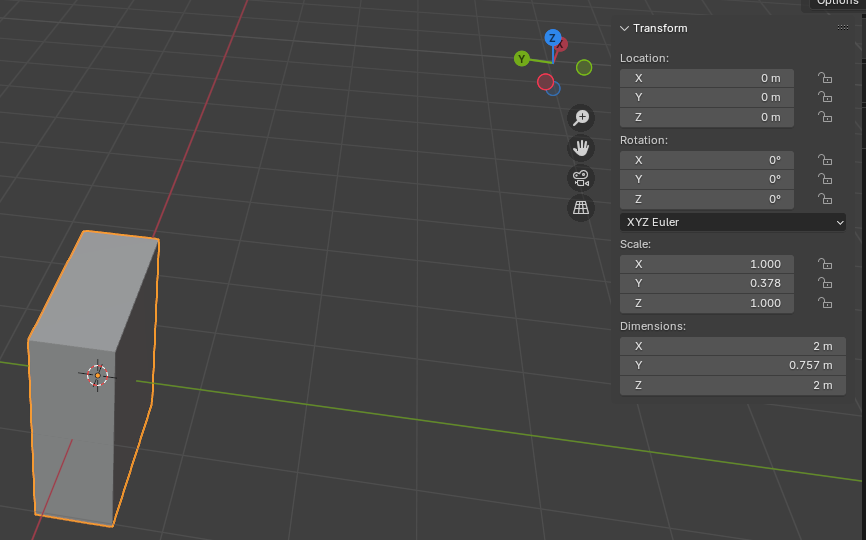 Options
Transform
Z
X
Y
Location:
X 0 m
Y 0 m
Z 0 m
Rotation:
X 0°
Y 0°
Z 0°
XYZ Euler
Scale:
X 1.000
Y 0.378
Z 1.000
Dimensions:
X 2 m
Y 0.757 m
Z 2 m